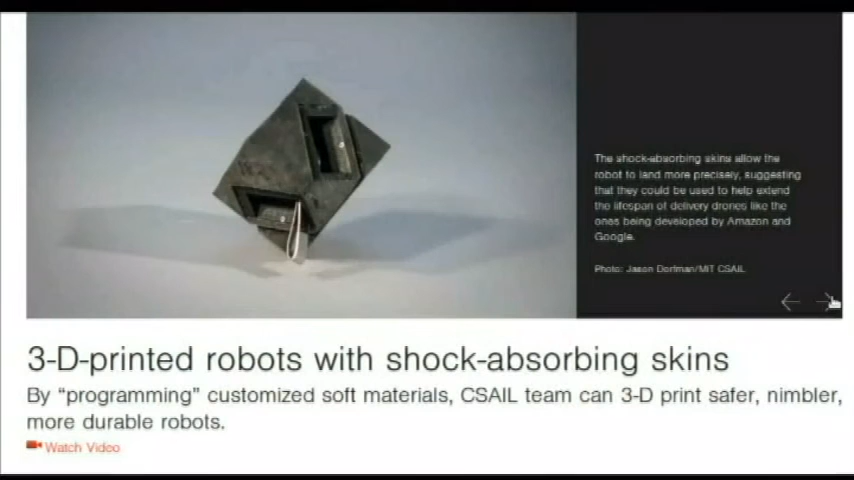 The shock-absorbing skins allow the
robot to land more precisely, suggesting
that they could be used to help extend
the lifespan of delivery drones like the
ones being developed by Amazon and
Google.
Photo: Jason Dorfman/MIT CSAIL
3-D-printed robots with shock-absorbing skins
By “programming” customized soft materials, CSAIL team can 3-D print safer, nimbler,
more durable robots.
Watch Video